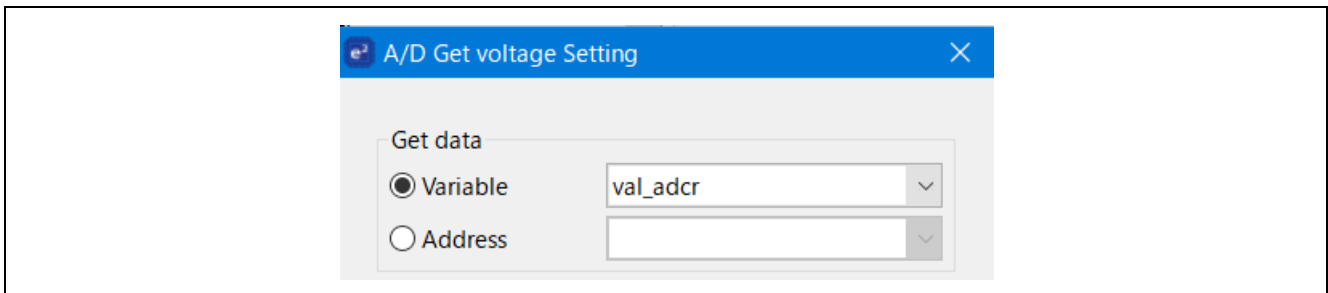 e² A/D Get voltage Setting
Get data
Variable val_adcr
Address